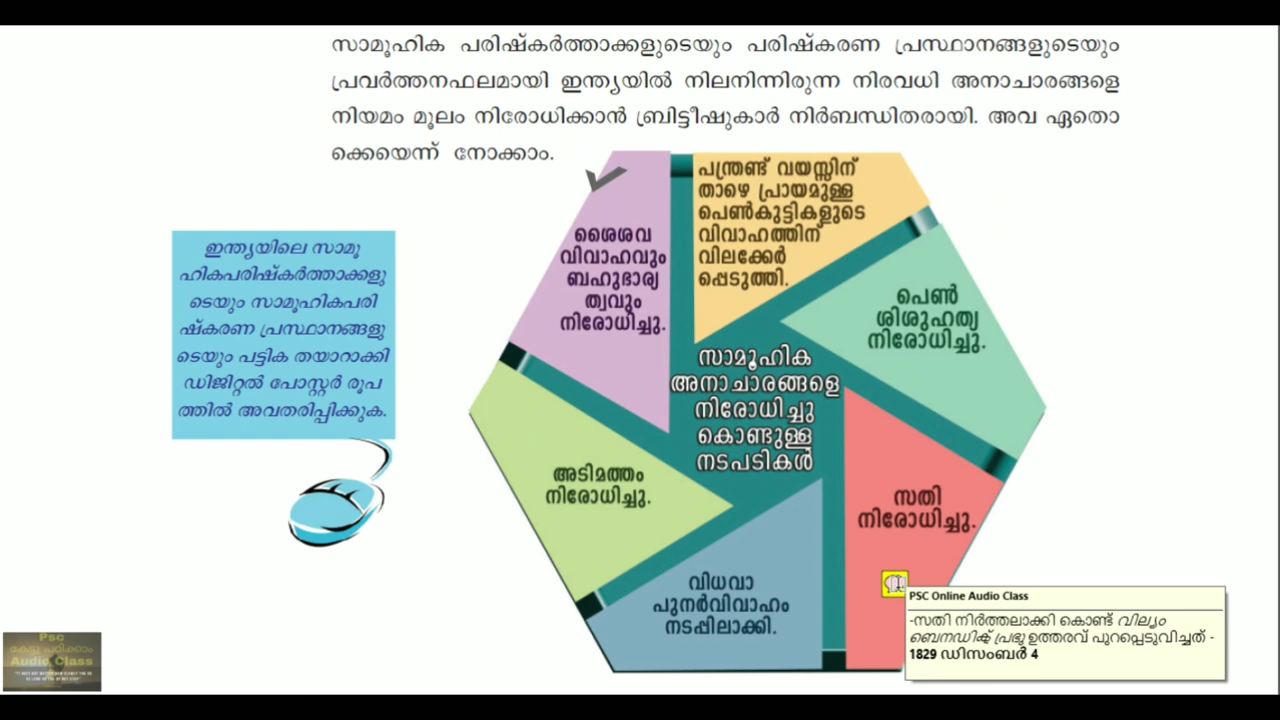 സാമൂഹിക പരിഷ്കർത്താക്കളുടെയും പരിഷ്കരണ പ്രസ്ഥാനങ്ങളുടെയും
പ്രവർത്തനഫലമായി ഇന്ത്യയിൽ നിലനിന്നിരുന്ന നിരവധി അനാചാരങ്ങളെ
നിയമം മൂലം നിരോധിക്കാൻ ബ്രിട്ടീഷുകാർ നിർബന്ധിതരായി. അവ ഏതൊ
ക്കെയെന്ന് നോക്കാം.
ഇന്ത്യയിലെ സാമൂ
ഹികപരിഷ്കർത്താക്കളു
ടെയും സാമൂഹികപരി
ഷ്കരണ പ്രസ്ഥാനങ്ങളു
ടെയും പട്ടിക തയാറാക്കി
ഡിജിറ്റൽ പോസ്റ്റർ രൂപ
ത്തിൽ അവതരിപ്പിക്കുക.
ശൈശവ
വിവാഹവും
ബഹുഭാര്യ
ത്വവും
നിരോധിച്ചു.
പന്ത്രണ്ട് വയസ്സിന്
താഴെ പ്രായമുള്ള
പെൺകുട്ടികളുടെ
വിവാഹത്തിന്
വിലക്കേർ
പ്പെടുത്തി.
പെൺ
ശിശുഹത്യ
നിരോധിച്ചു.
സാമൂഹിക
അനാചാരങ്ങളെ
നിരോധിച്ചു
കൊണ്ടുള്ള
നടപടികൾ
അടിമത്തം
നിരോധിച്ചു.
സതി
നിരോധിച്ചു.
വിധവാ
പുനർവിവാഹം
നടപ്പിലാക്കി.
PSC Online Audio Class
-സതി നിർത്തലാക്കി കൊണ്ട് വില്യം
ബെനഡിക്ട് പ്രഭു ഉത്തരവ് പുറപ്പെടുവിച്ചത് -
1829 ഡിസംബർ 4
Psc
കേട്ടു പഠിക്കാം
Audio Class